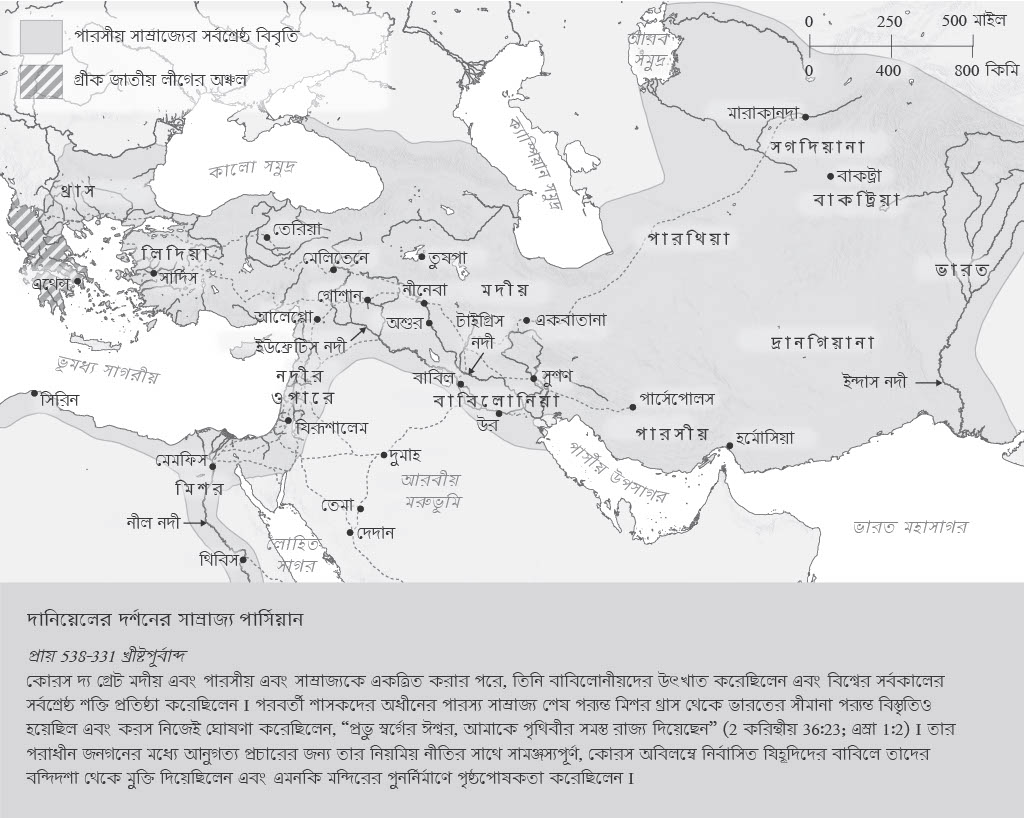 পারসীয় সাম্রাজ্যের সর্বশ্রেষ্ঠ বিবৃতি
গ্রীক জাতীয় লীগের অঞ্চল
0 250 500 মাইল
0 400 800 কিমি
আরব সমুদ্র
মারাকানদা
সগদিয়ানা
বাকট্রা
বাকট্রিয়া
কালো সমুদ্র
ক্যাস্পিয়ান সমুদ্র
থ্রাস
তেরিয়া
লিদিয়া
সার্দিস
মেলিতেনে
তুষপা
পারথিয়া
ভারত
এথেন্স
গোশান
নীনেবা
মদীয়
আলেপ্পো
অশুর
টাইগ্রিস
নদী
একবাতানা
ইউফ্রেটিস নদী
দ্রানগিয়ানা
ভূমধ্য সাগরীয়
নদীর
ওপারে
বাবিল
সুশণ
ইন্দাস নদী
সিরিন
বাবিলোনিয়া
উর
পার্সেপোলস
যিরূশালেম
পারসীয়
হর্মোসিয়া
মেমফিস
দুমাহ
পার্সীয় উপসাগর
মিশর
আরবীয়
মরুভূমি
তেমা
নীল নদী
দেদান
ভারত মহাসাগর
লোহিত
সাগর
থিবিস
দানিয়েলের দর্শনের সাম্রাজ্য পার্সিয়ান
প্রায় 538-331 খ্রীষ্টপূর্বাব্দ
কোরস দ্য গ্রেট মদীয় এবং পারসীয় এবং সাম্রাজ্যকে একত্রিত করার পরে, তিনি বাবিলোনীয়দের উৎখাত করেছিলেন এবং বিশ্বের সর্বকালের
সর্বশ্রেষ্ঠ শক্তি প্রতিষ্ঠা করেছিলেন I পরবর্তী শাসকদের অধীনের পারস্য সাম্রাজ্য শেষ পর্য়ন্ত মিশর থ্রাস থেকে ভারতের সীমানা পর্য়ন্ত বিস্তৃতিও
হয়েছিল এবং করস নিজেই ঘোষণা করেছিলেন, “প্রভু স্বর্গের ঈশ্বর, আমাকে পৃথিবীর সমস্ত রাজ্য দিয়েছেন” (2 করিন্থীয় 36:23; এস্রা 1:2) I তার
পরাধীন জনগনের মধ্যে আনুগত্য প্রচারের জন্য তার নিয়মিয় নীতির সাথে সামঞ্জস্যপূর্ণ, কোরস অবিলম্বে নির্বাসিত যিহূদিদের বাবিলে তাদের
বন্দিদশা থেকে মুক্তি দিয়েছিলেন এবং এমনকি মন্দিরের পুনর্নির্মাণে পৃষ্ঠপোষকতা করেছিলেন I